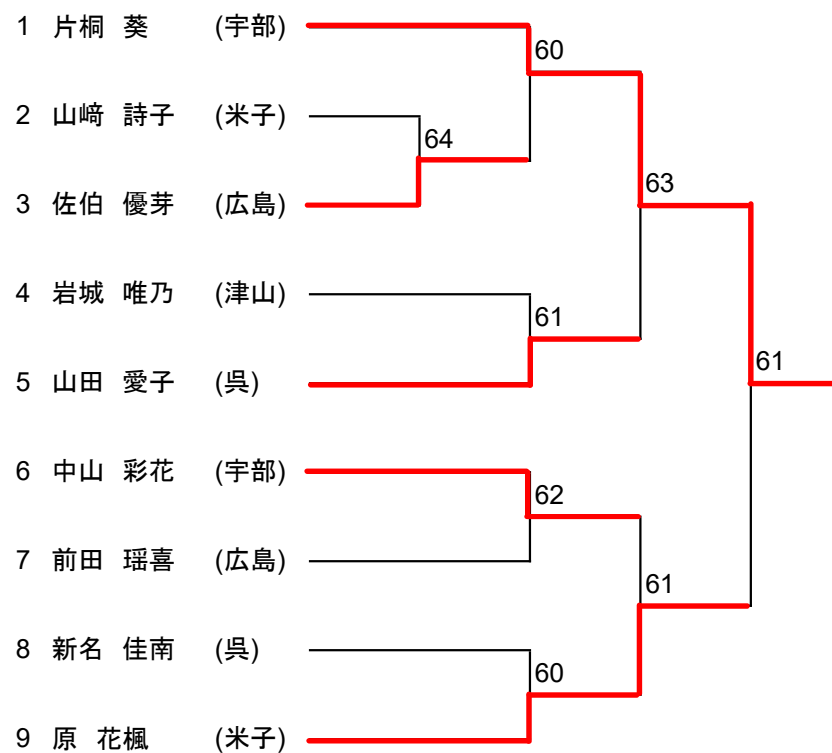 1 片桐 葵 (宇部)
60
2 山﨑 詩子 (米子)
64
63
3 佐伯 優芽 (広島)
4 岩城 唯乃 (津山)
61
61
5 山田 愛子 (呉)
6 中山 彩花 (宇部)
62
7 前田 瑶喜 (広島)
61
8 新名 佳南 (呉)
60
9 原 花楓 (米子)